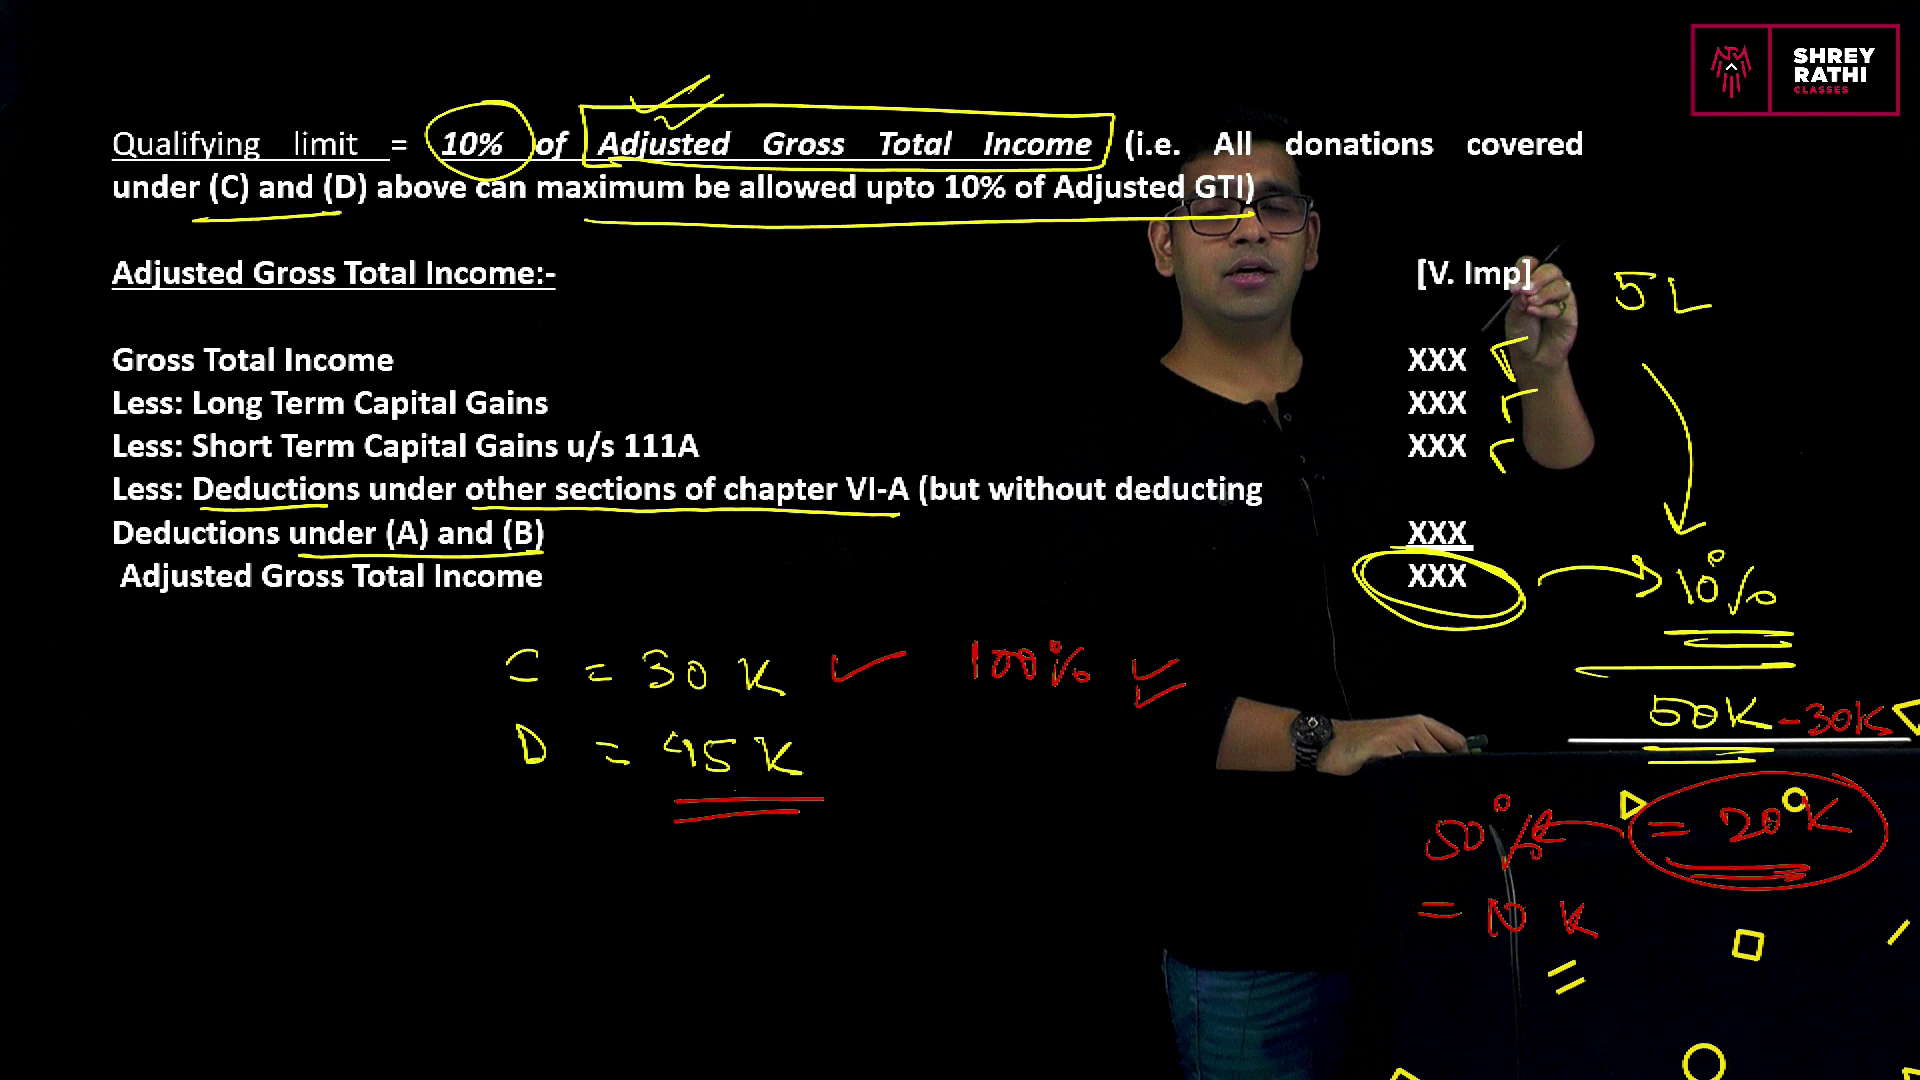 SHREY
RATHI
CLASSES
Qualifying limit = 10% of Adjusted Gross Total Income (i.e. All donations covered
under (C) and (D) above can maximum be allowed upto 10% of Adjusted GTI)
Adjusted Gross Total Income:- [V. Imp] 5L
Gross Total Income XXX
Less: Long Term Capital Gains XXX
Less: Short Term Capital Gains u/s 111A XXX
Less: Deductions under other sections of chapter VI-A (but without deducting
Deductions under (A) and (B) XXX
Adjusted Gross Total Income XXX 10%
C = 30 K 100%
D = 45 K
50K - 30K
50% = 20K
= 10 K